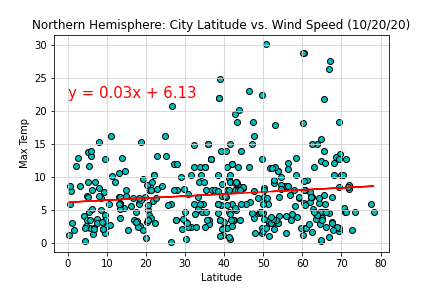 Northern Hemisphere: City Latitude vs. Wind Speed (10/20/20)
30
25
20
15
10
5
0
Max Temp
y = 0.03x + 6.13
0 10 20 30 40 50 60 70 80
Latitude